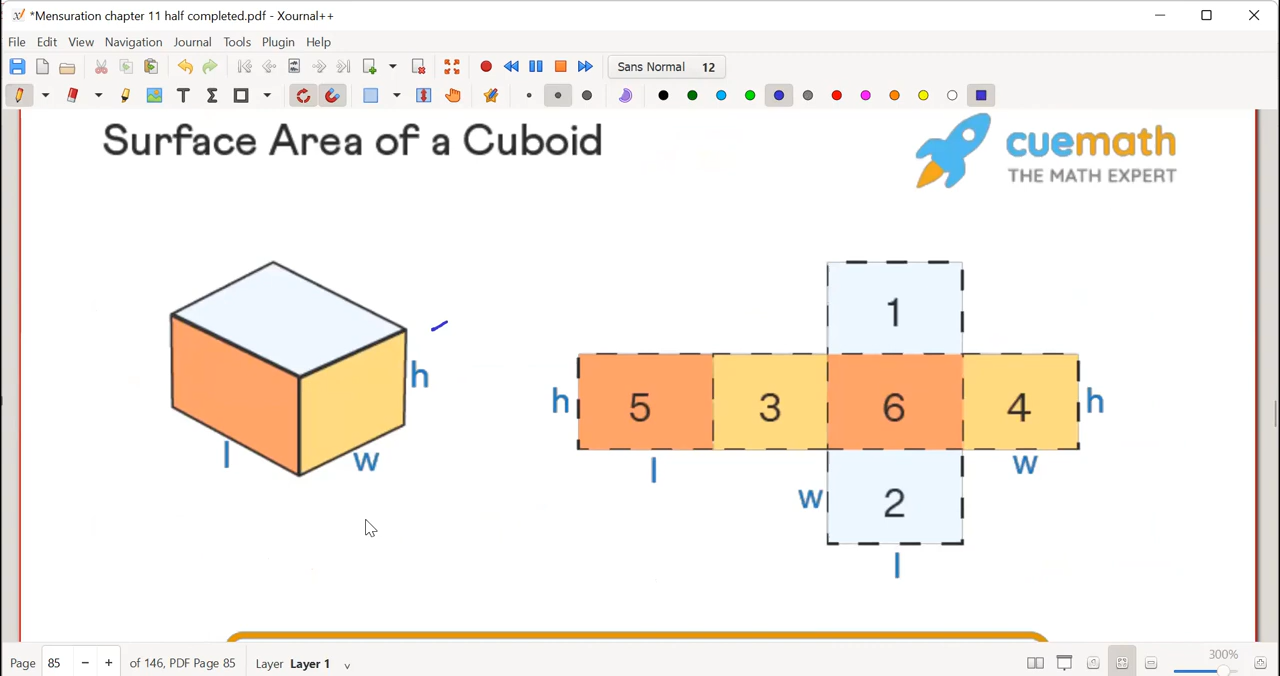 *Mensuration chapter 11 half completed.pdf - Xournal++
File Edit View Navigation Journal Tools Plugin Help
Sans Normal 12
Surface Area of a Cuboid
cuemath
THE MATH EXPERT
1
h
h 5 3 6 4 h
l w
l w
w 2
l
Page 85 of 146, PDF Page 85 Layer Layer 1 300%